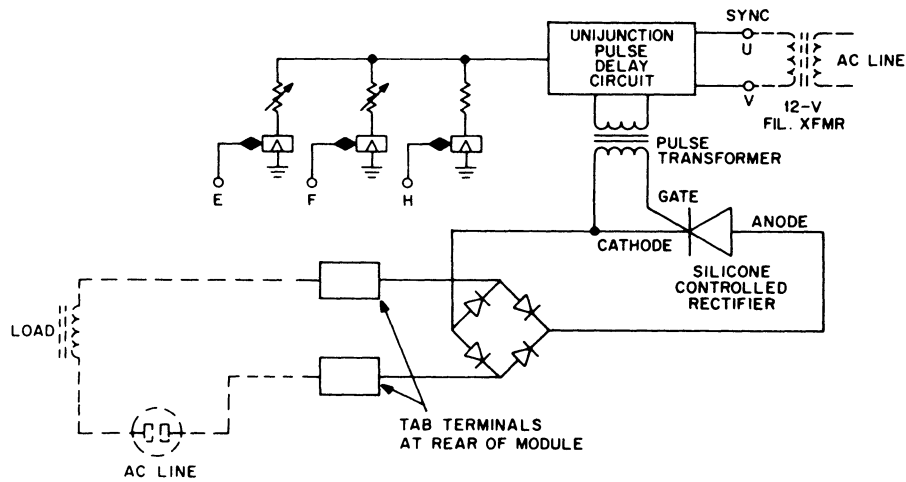 SYNC
UNIJUNCTION
PULSE
DELAY
CIRCUIT
U
V
AC LINE
12-V
FIL. XFMR
PULSE
TRANSFORMER
E
F
H
GATE
ANODE
CATHODE
SILICONE
CONTROLLED
RECTIFIER
LOAD
TAB TERMINALS
AT REAR OF MODULE
AC LINE